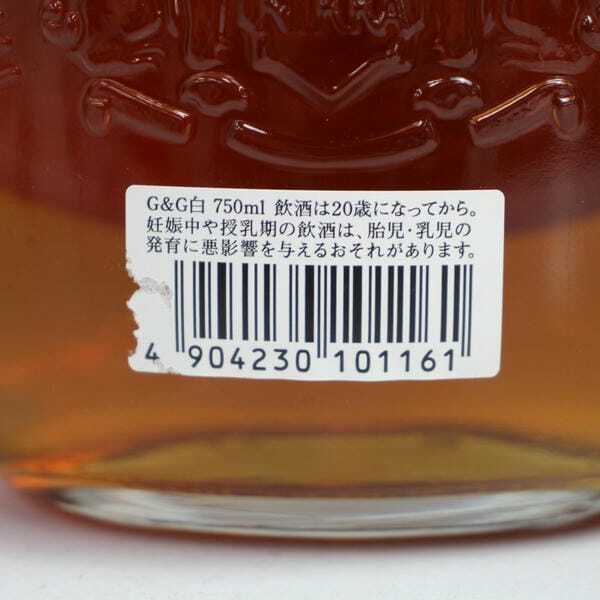 G&G白 750ml 飲酒は20歳になってから。
妊娠中や授乳期の飲酒は、胎児・乳児の
発育に悪影響を与えるおそれがあります。
4 904230 101161